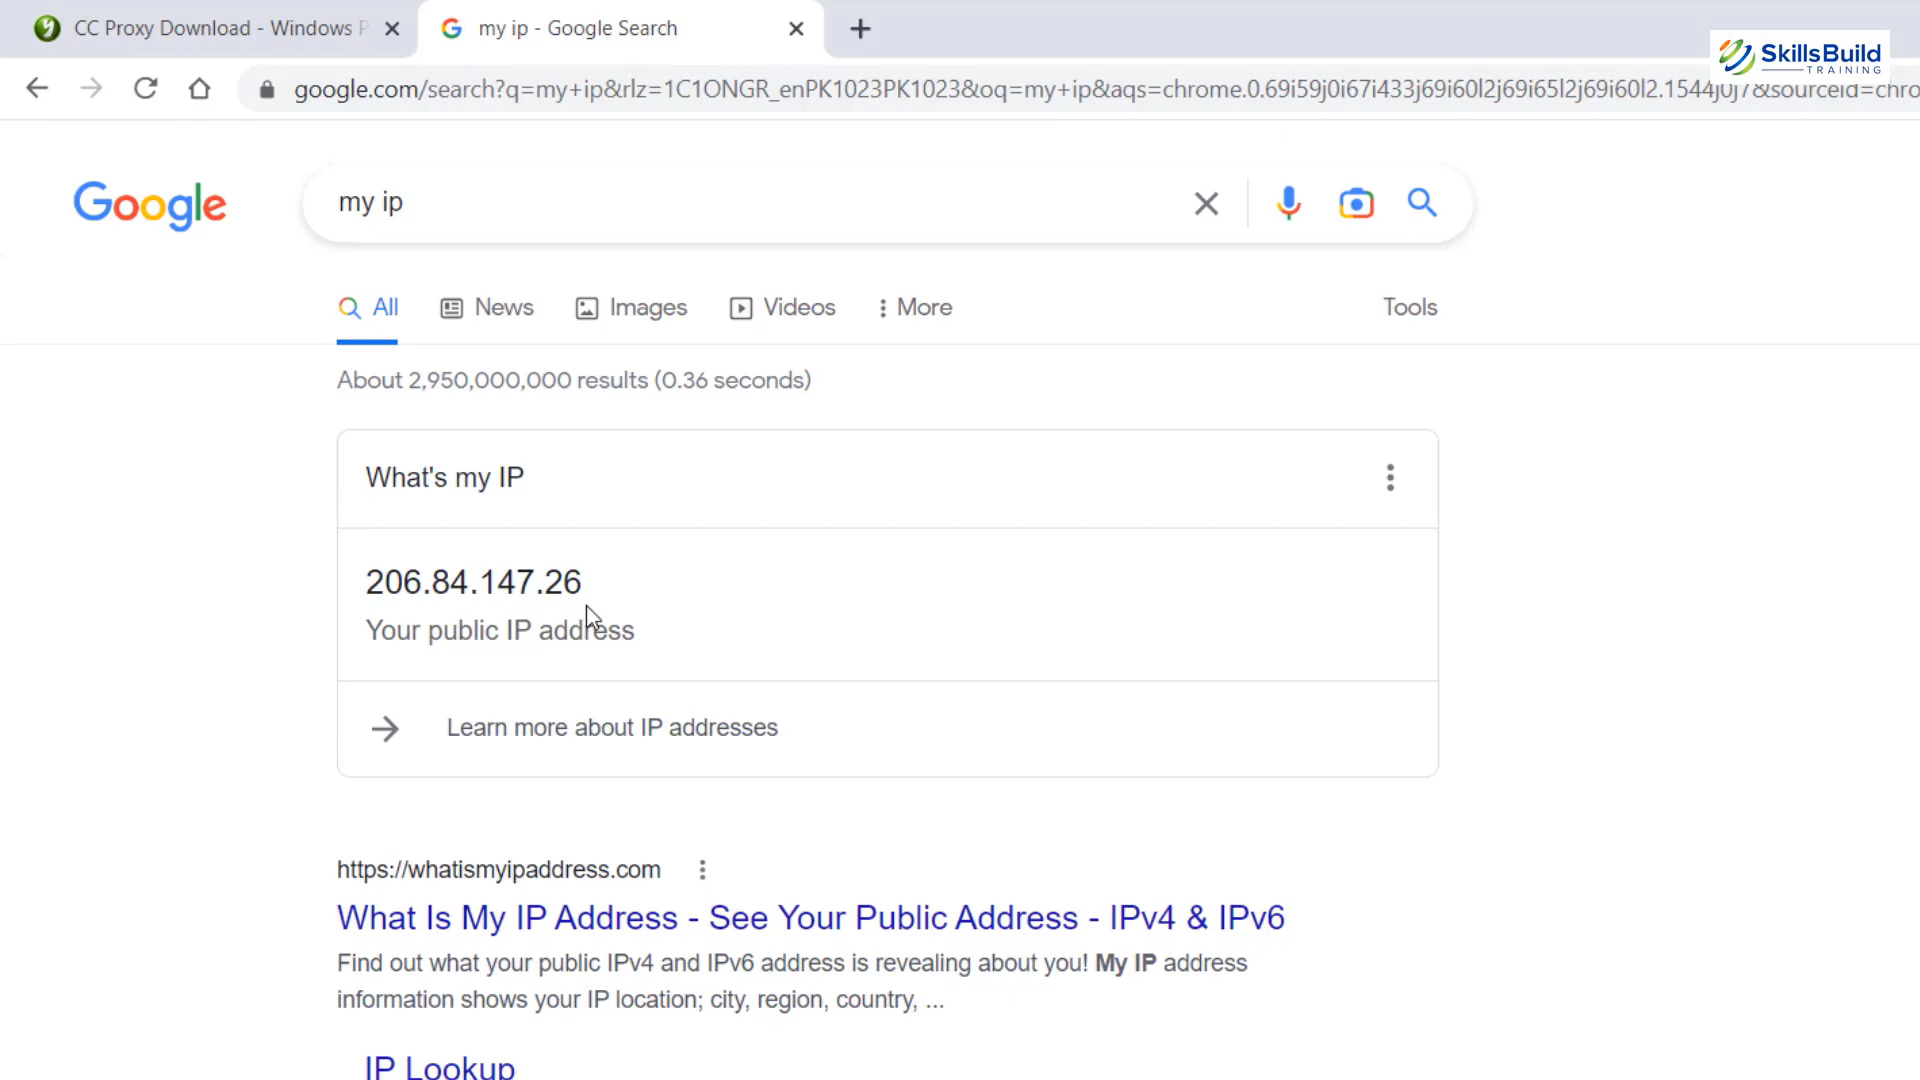 CC Proxy Download - Windows P
my ip - Google Search
SkillsBuild
TRAINING
google.com/search?q=my+ip&rlz=1C1ONGR_enPK1023PK1023&oq=my+ip&aqs=chrome.0.69i59j0i67i433j69i60l2j69i65l2j69i60l2.1544j0j7&sourceid=chro
Google
my ip
All
News
Images
Videos
More
Tools
About 2,950,000,000 results (0.36 seconds)
What's my IP
206.84.147.26
Your public IP address
Learn more about IP addresses
https://whatismyipaddress.com
What Is My IP Address - See Your Public Address - IPv4 & IPv6
Find out what your public IPv4 and IPv6 address is revealing about you! My IP address
information shows your IP location; city, region, country, ...
IP Lookup